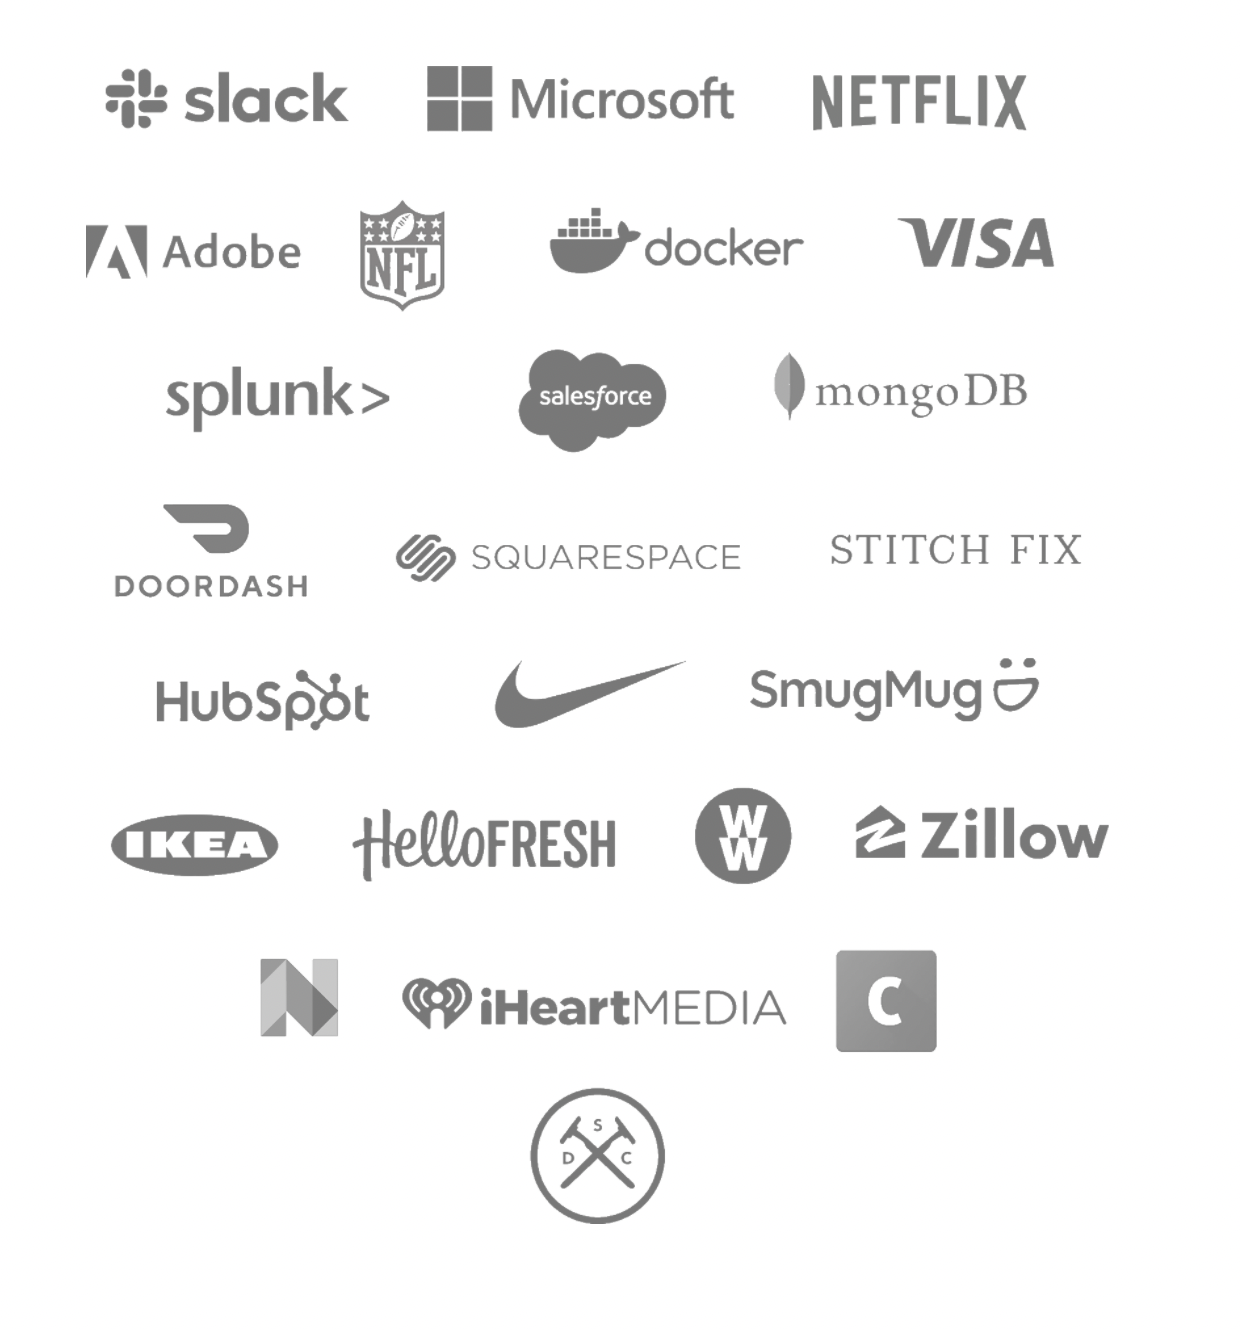 slack Microsoft NETFLIX
Adobe NFL docker VISA
splunk> salesforce mongoDB
DOORDASH SQUARESPACE STITCH FIX
HubSpot SmugMug
IKEA HelloFRESH WW Zillow
N iHeartMEDIA C
S
D C